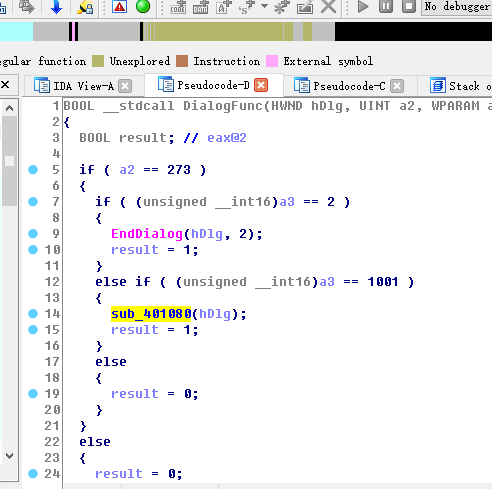 No debugger
egular function
Unexplored
Instruction
External symbol
IDA View-A
Pseudocode-D
Pseudocode-C
Stack o
1 BOOL __stdcall DialogFunc(HWND hDlg, UINT a2, WPARAM a
2 {
3   BOOL result; // eax@2
4
5   if ( a2 == 273 )
6   {
7     if ( (unsigned __int16)a3 == 2 )
8     {
9       EndDialog(hDlg, 2);
10       result = 1;
11     }
12     else if ( (unsigned __int16)a3 == 1001 )
13     {
14       sub_401080(hDlg);
15       result = 1;
16     }
17     else
18     {
19       result = 0;
20     }
21   }
22   else
23   {
24     result = 0;